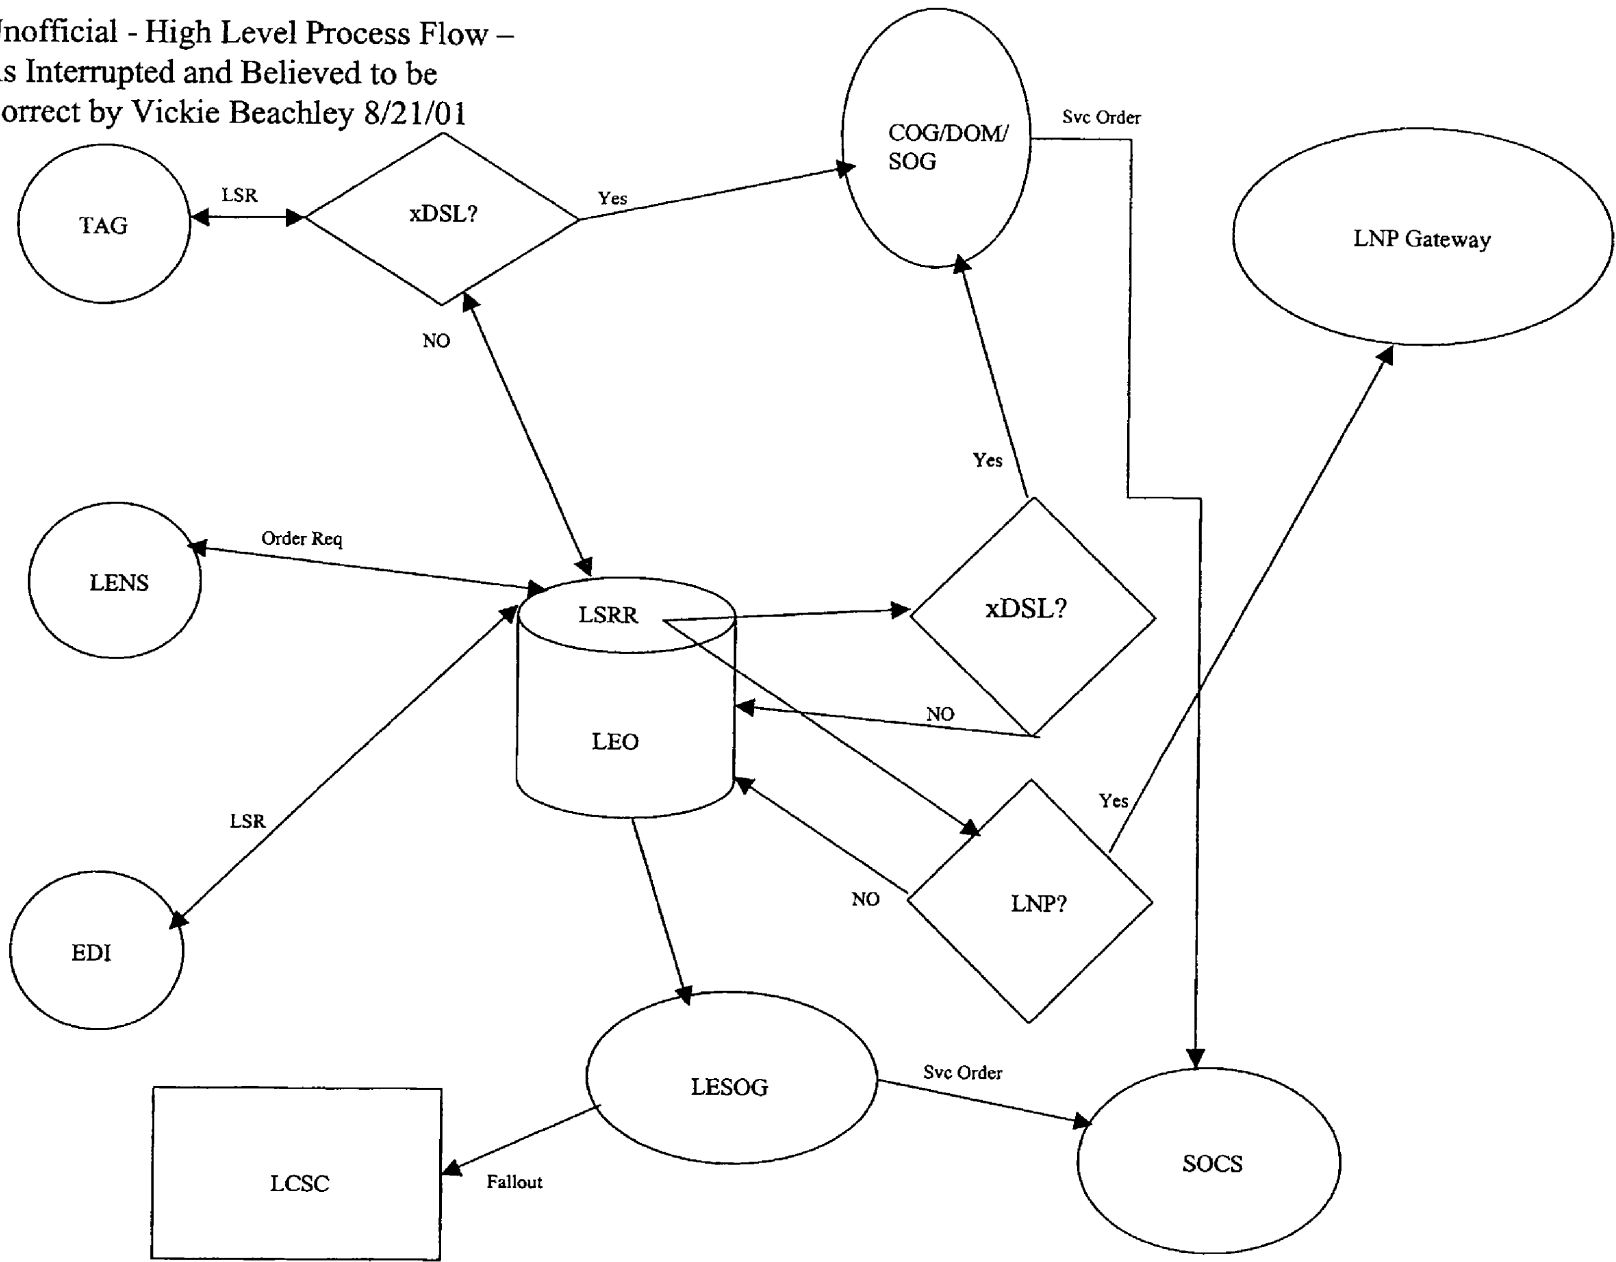 nofficial - High Level Process Flow –
s Interrupted and Believed to be
orrect by Vickie Beachley 8/21/01
COG/DOM/
SOG
Svc Order
LNP Gateway
TAG
LSR
xDSL?
Yes
NO
Yes
LENS
Order Req
LSRR
xDSL?
NO
LEO
LSR
Yes
NO
LNP?
EDI
LESOG
Svc Order
LCSC
Fallout
SOCS